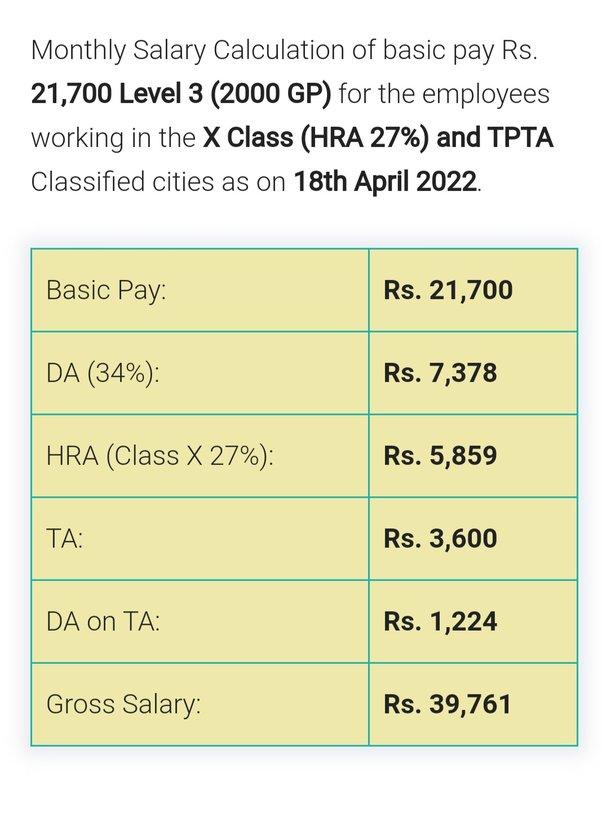 Monthly Salary Calculation of basic pay Rs.
21,700 Level 3 (2000 GP) for the employees
working in the X Class (HRA 27%) and TPTA
Classified cities as on 18th April 2022.
Basic Pay: Rs. 21,700
DA (34%): Rs. 7,378
HRA (Class X 27%): Rs. 5,859
TA: Rs. 3,600
DA on TA: Rs. 1,224
Gross Salary: Rs. 39,761